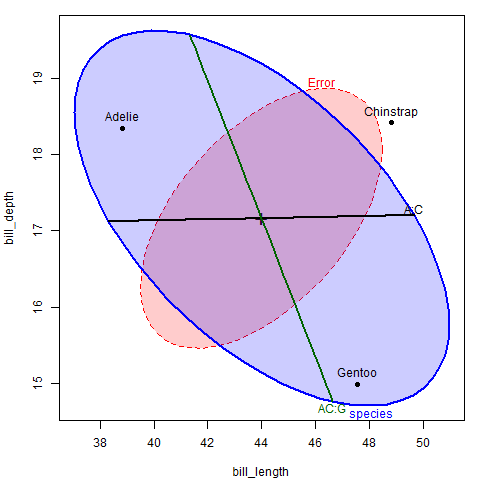 Error
Chinstrap
Adelie
A:C
Gentoo
AC:G
species
19
18
17
16
15
bill_depth
38
40
42
44
46
48
50
bill_length